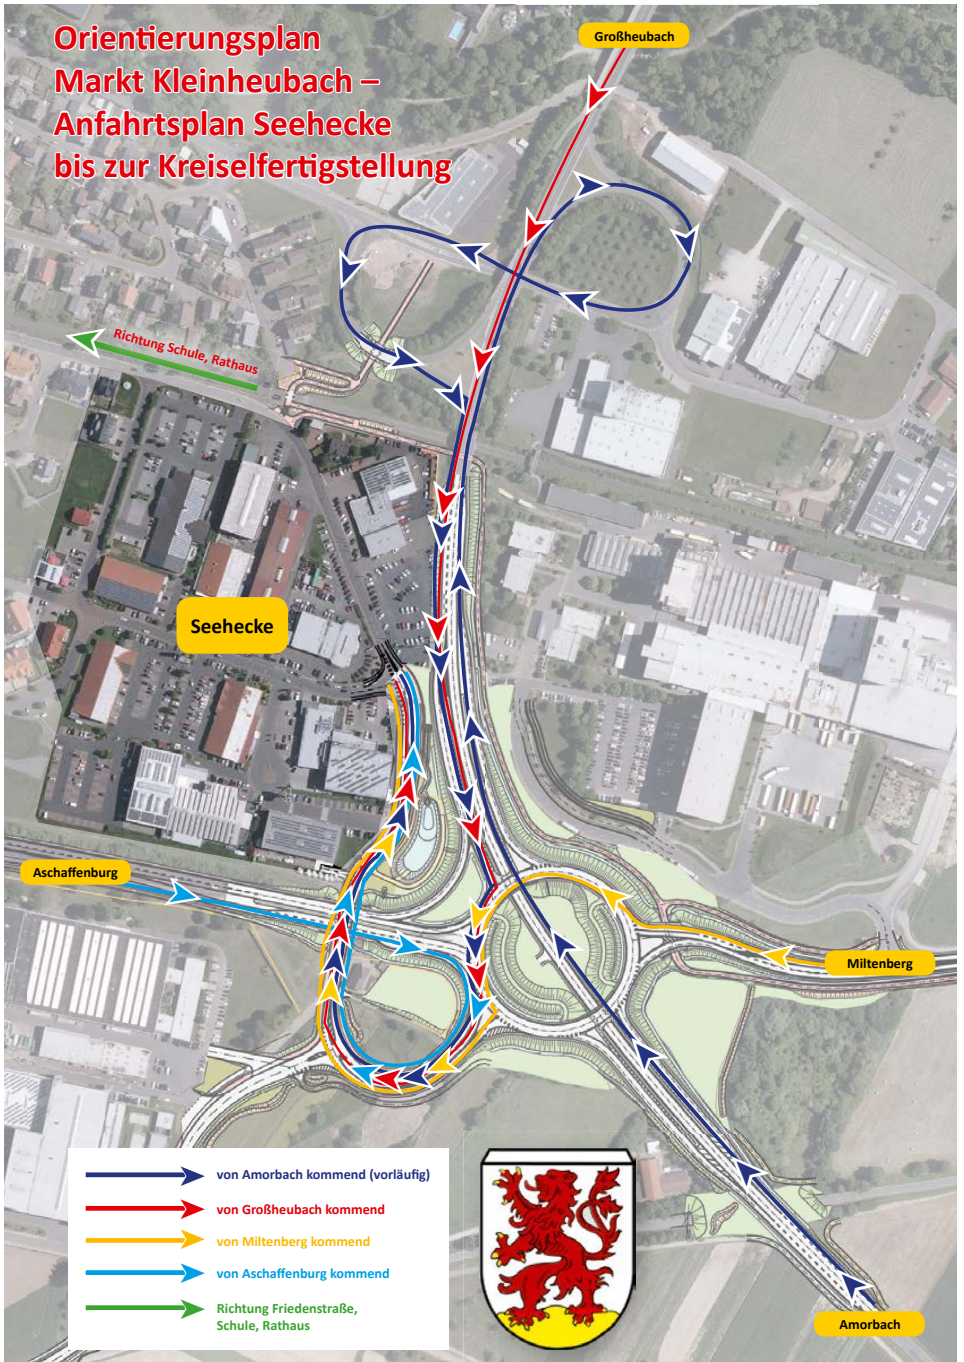 Orientierungsplan
Markt Kleinheubach –
Anfahrtsplan Seehecke
bis zur Kreiselfertigstellung
Großheubach
Richtung Schule, Rathaus
Seehecke
Aschaffenburg
Miltenberg
Amorbach
von Amorbach kommend (vorläufig)
von Großheubach kommend
von Miltenberg kommend
von Aschaffenburg kommend
Richtung Friedenstraße,
Schule, Rathaus